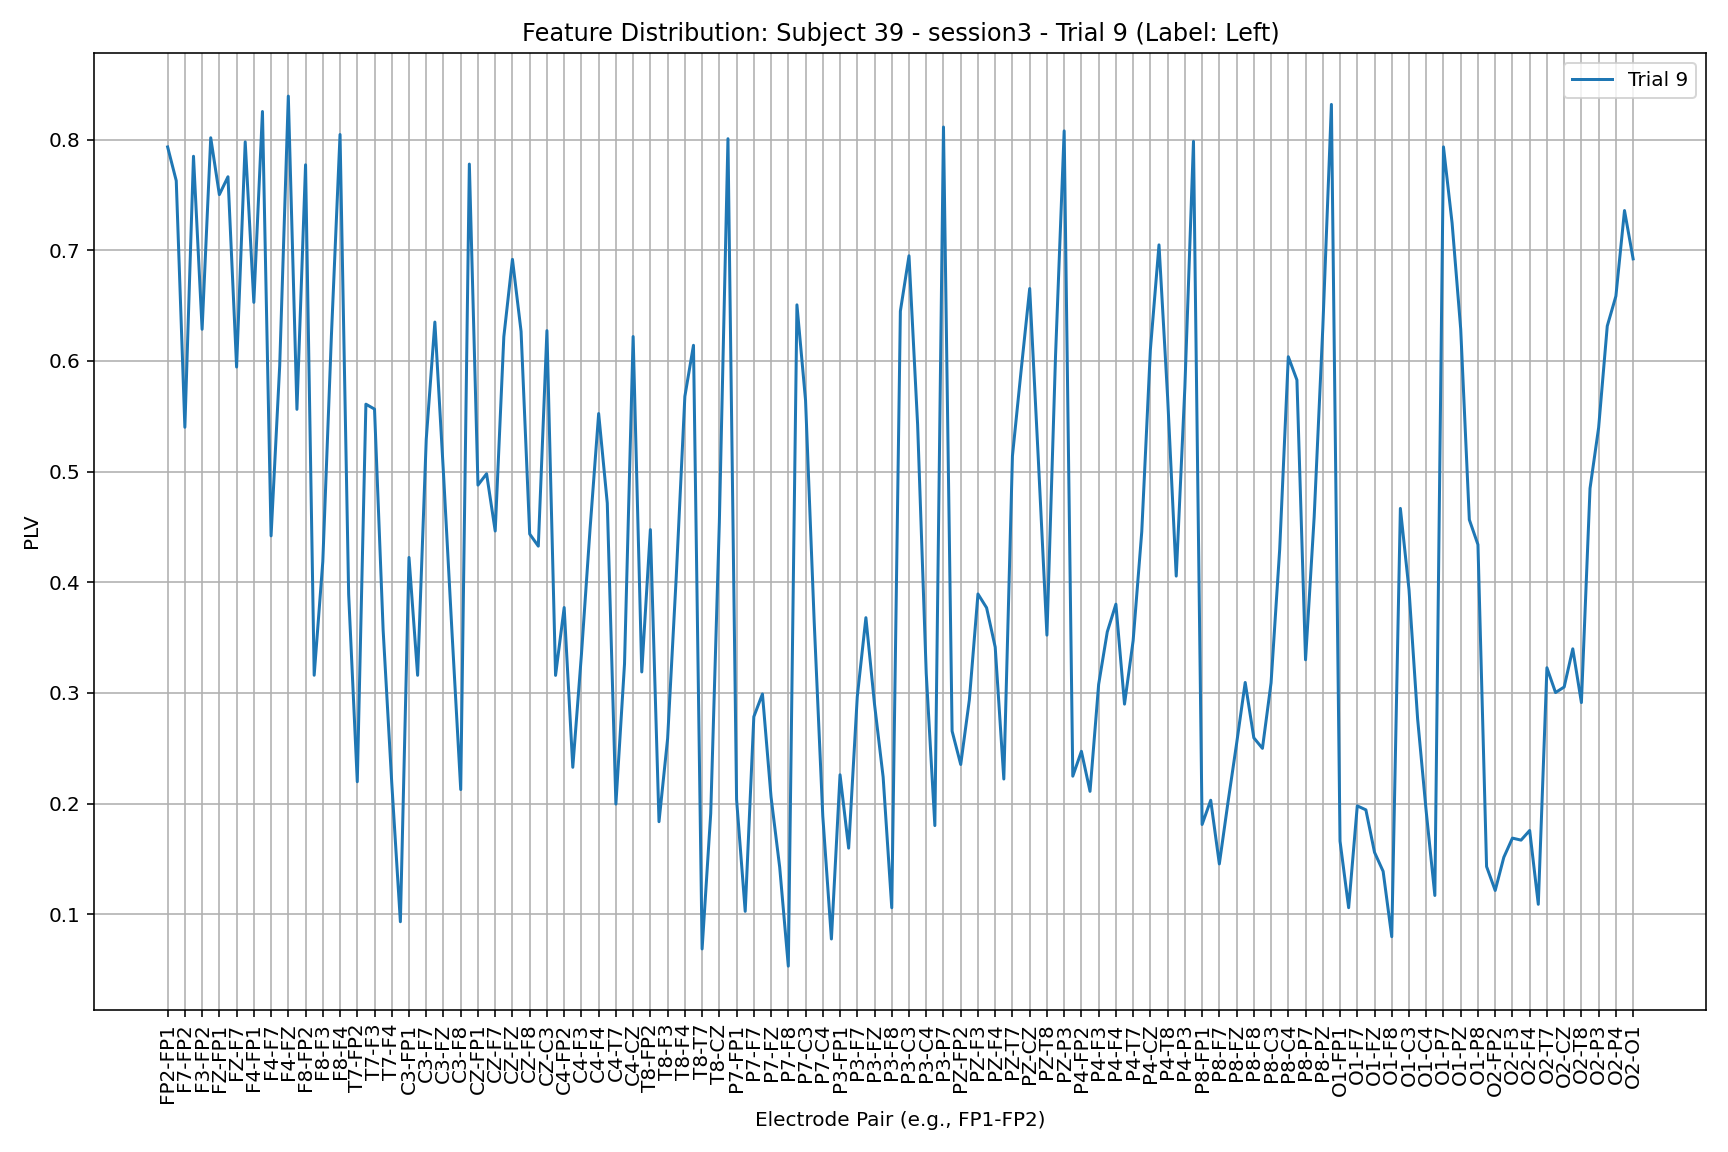 Feature Distribution: Subject 39 - session3 - Trial 9 (Label: Left)
Trial 9
PLV
0.8
0.7
0.6
0.5
0.4
0.3
0.2
0.1
FP2-FP1
F7-FP2
F3-FP2
FZ-FP1
FZ-F7
F4-FP1
F4-F7
F4-FZ
F8-FP2
F8-F3
F8-F4
T7-FP2
T7-F3
T7-F4
C3-FP1
C3-F7
C3-FZ
C3-F8
CZ-FP1
CZ-F7
CZ-FZ
CZ-F8
CZ-C3
C4-FP2
C4-F3
C4-F4
C4-T7
C4-CZ
T8-FP2
T8-F3
T8-F4
T8-T7
T8-CZ
P7-FP1
P7-F7
P7-FZ
P7-F8
P7-C3
P7-C4
P3-FP1
P3-F7
P3-FZ
P3-F8
P3-C3
P3-C4
P3-P7
PZ-FP2
PZ-F3
PZ-F4
PZ-T7
PZ-CZ
PZ-T8
PZ-P3
P4-FP2
P4-F3
P4-F4
P4-T7
P4-CZ
P4-T8
P4-P3
P8-FP1
P8-F7
P8-FZ
P8-F8
P8-C3
P8-C4
P8-P7
P8-PZ
O1-FP1
O1-F7
O1-FZ
O1-F8
O1-C3
O1-C4
O1-P7
O1-PZ
O1-P8
O2-FP2
O2-F3
O2-F4
O2-T7
O2-CZ
O2-T8
O2-P3
O2-P4
O2-O1
Electrode Pair (e.g., FP1-FP2)